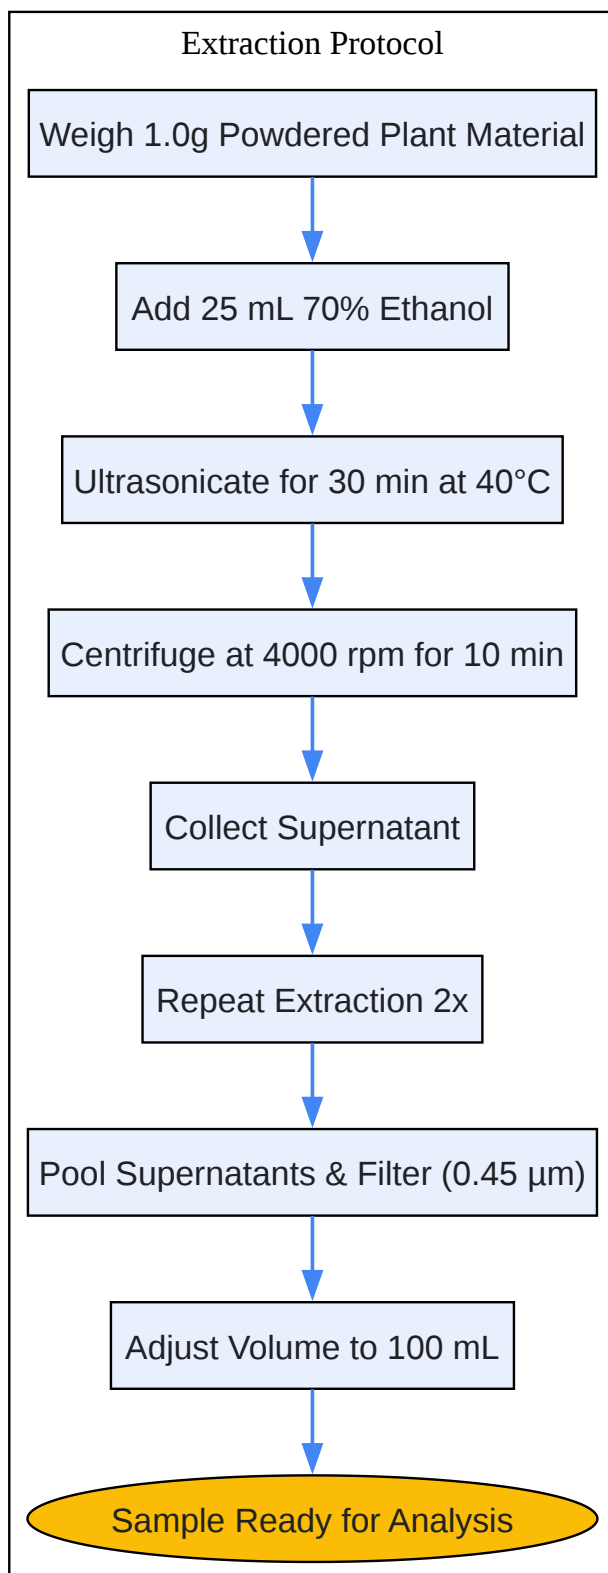 Extraction Protocol
Weigh 1.0g Powdered Plant Material
Add 25 mL 70% Ethanol
Ultrasonicate for 30 min at 40°C
Centrifuge at 4000 rpm for 10 min
Collect Supernatant
Repeat Extraction 2x
Pool Supernatants & Filter (0.45 µm)
Adjust Volume to 100 mL
Sample Ready for Analysis